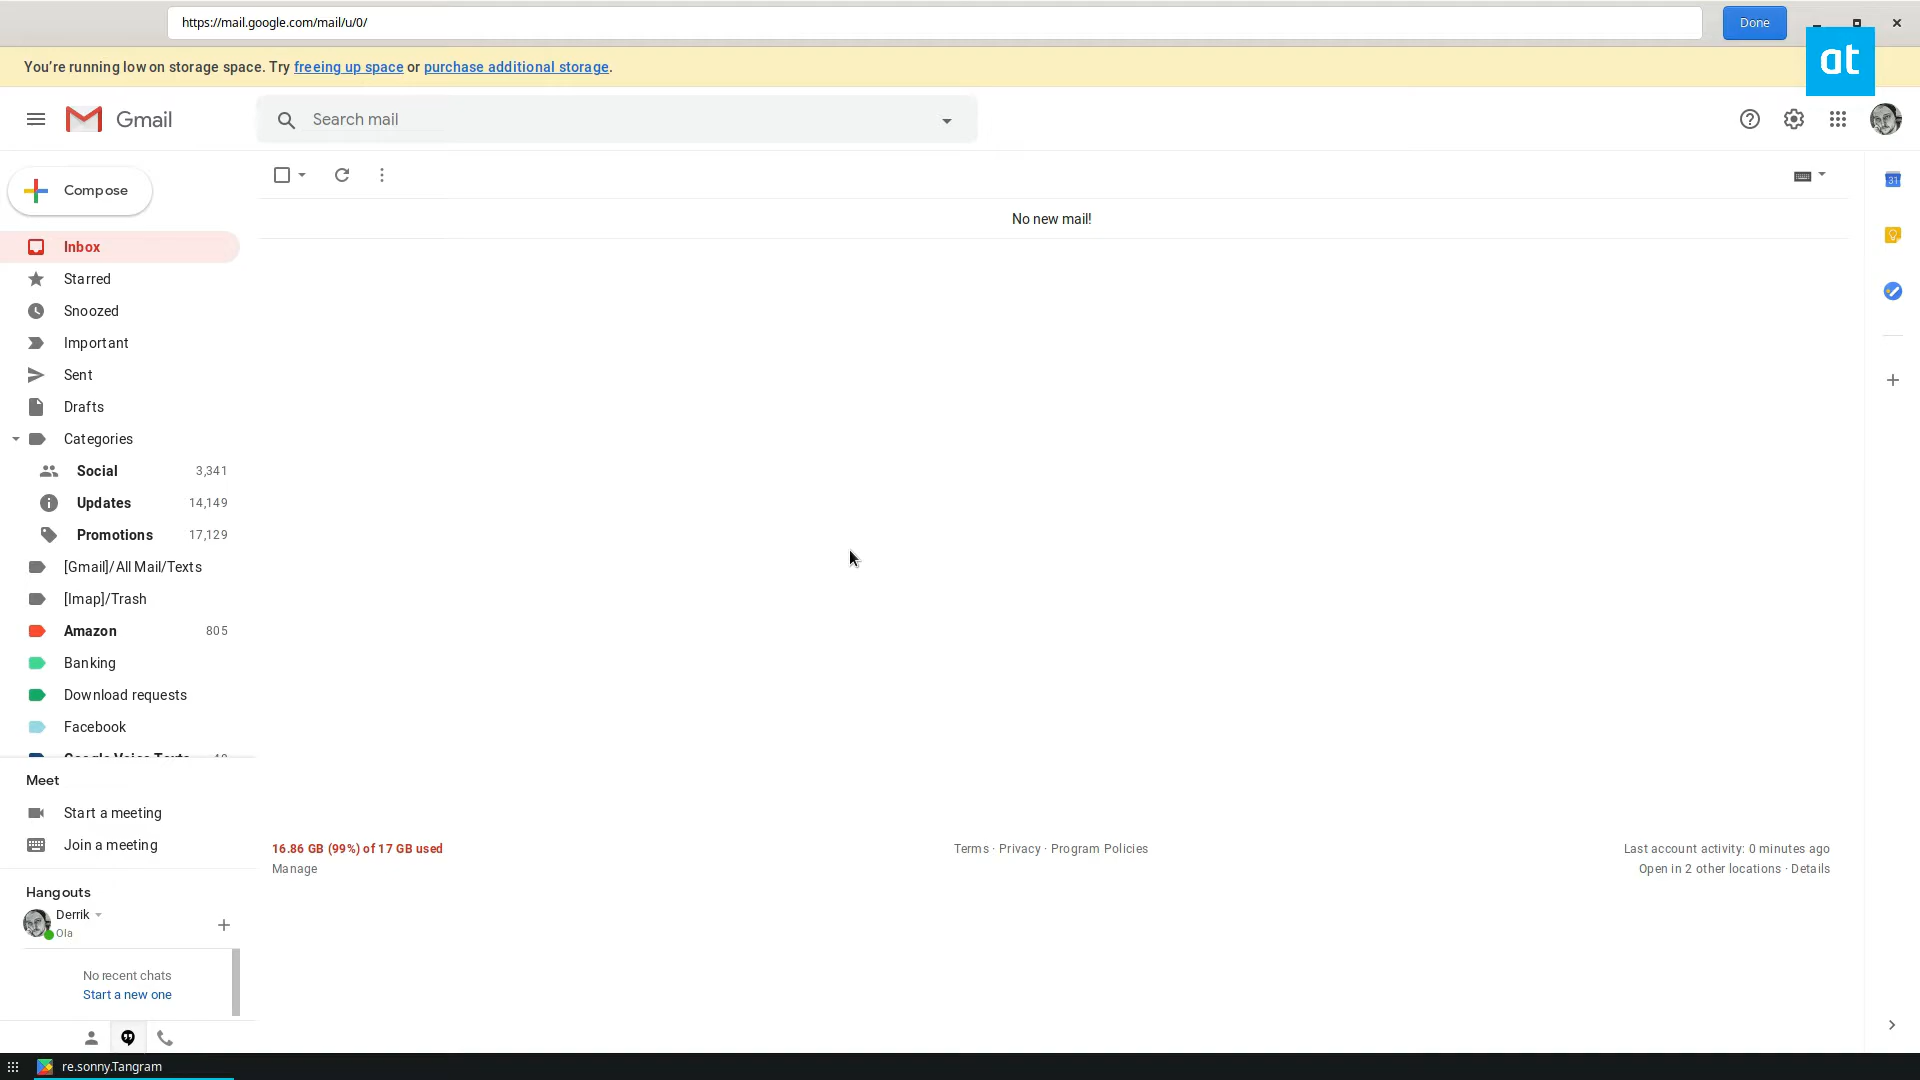 https://mail.google.com/mail/u/0/
Done
You're running low on storage space. Try freeing up space or purchase additional storage.
at
Gmail
Search mail
Compose
No new mail!
31
Inbox
Starred
Snoozed
Important
Sent
Drafts
Categories
Social 3,341
Updates 14,149
Promotions 17,129
[Gmail]/All Mail/Texts
[Imap]/Trash
Amazon 805
Banking
Download requests
Facebook
Google Voice Texts
Meet
Start a meeting
Join a meeting
16.86 GB (99%) of 17 GB used
Manage
Terms · Privacy · Program Policies
Last account activity: 0 minutes ago
Open in 2 other locations · Details
Hangouts
Derrik
Ola
No recent chats
Start a new one
re.sonny.Tangram